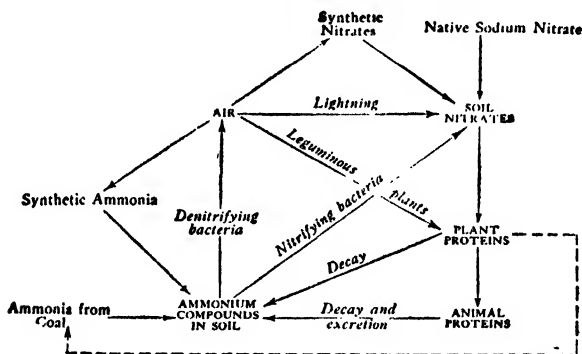 Synthetic
Nitrates
Native Sodium Nitrate
AIR
Lightning
SOIL
NITRATES
Leguminous
plants
Synthetic Ammonia
Denitrifying
bacteria
Nitrifying bacteria
PLANT
PROTEINS
Decay
Ammonia from
Coal
AMMONIUM
COMPOUNDS
IN SOIL
Decay and
excretion
ANIMAL
PROTEINS